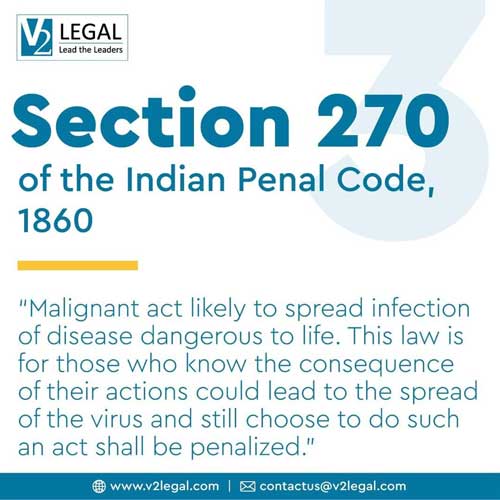 V2 LEGAL
Lead the Leaders
3
Section 270
of the Indian Penal Code,
1860
“Malignant act likely to spread infection
of disease dangerous to life. This law is
for those who know the consequence
of their actions could lead to the spread
of the virus and still choose to do such
an act shall be penalized.”
www.v2legal.com | contactus@v2legal.com